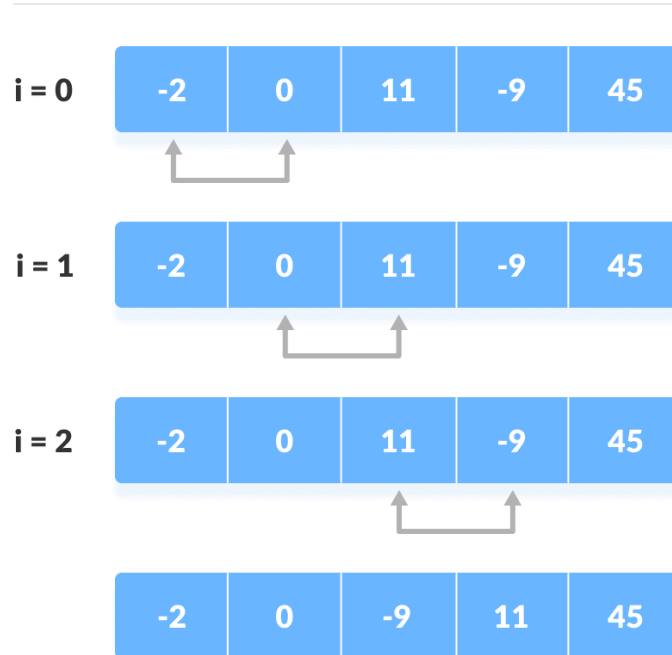 i = 0 -2 0 11 -9 45
i = 1 -2 0 11 -9 45
i = 2 -2 0 11 -9 45
-2 0 -9 11 45